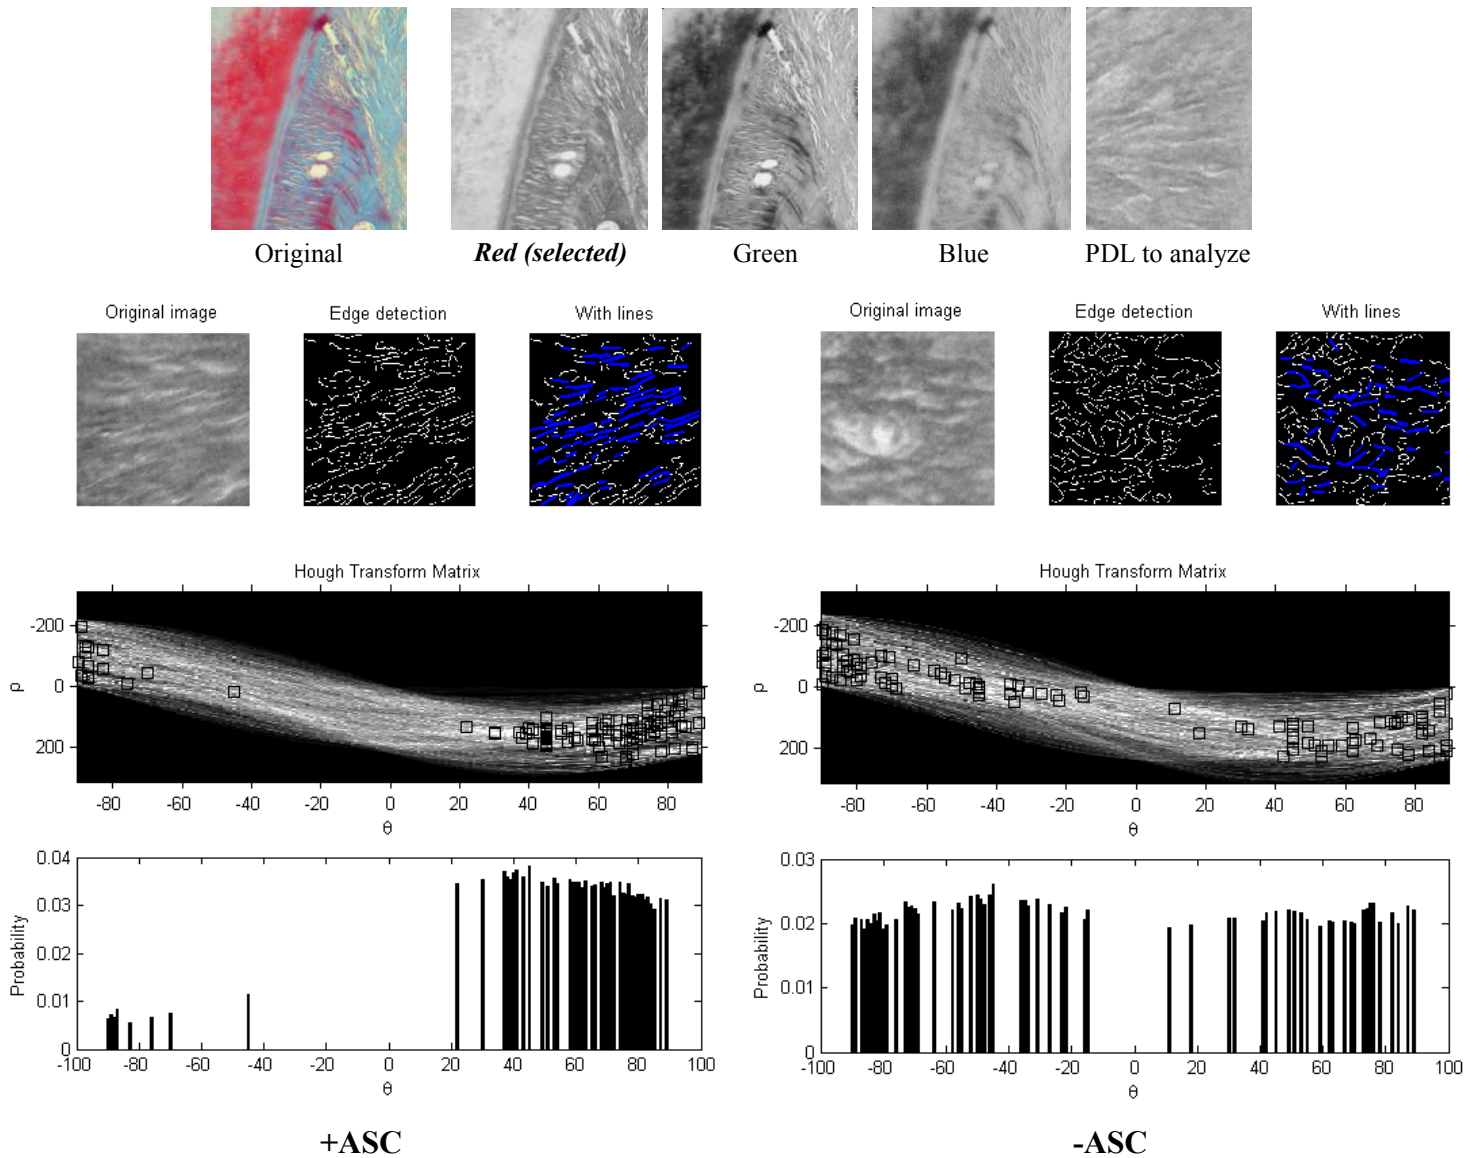 Original
Red (selected)
Green
Blue
PDL to analyze
Original image
Edge detection
With lines
Original image
Edge detection
With lines
Hough Transform Matrix
-200
0
200
ρ
-80 -60 -40 -20 0 20 40 60 80
θ
Hough Transform Matrix
-200
0
200
ρ
-80 -60 -40 -20 0 20 40 60 80
θ
0.04
0.03
0.02
0.01
0
Probability
-100 -80 -60 -40 -20 0 20 40 60 80 100
θ
0.03
0.02
0.01
0
Probability
-100 -80 -60 -40 -20 0 20 40 60 80 100
θ
+ASC
-ASC